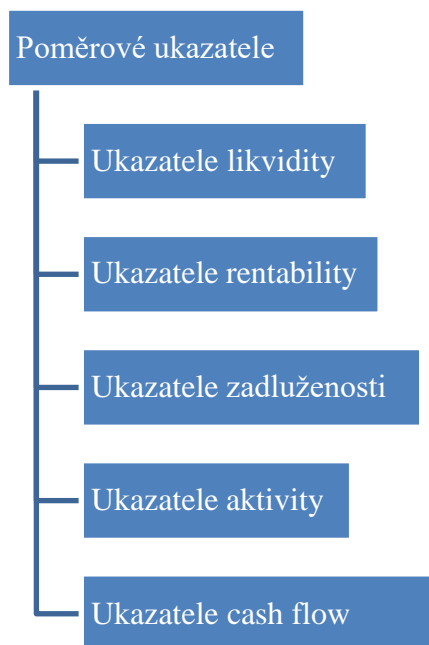 Poměrové ukazatele
Ukazatele likvidity
Ukazatele rentability
Ukazatele zadluženosti
Ukazatele aktivity
Ukazatele cash flow